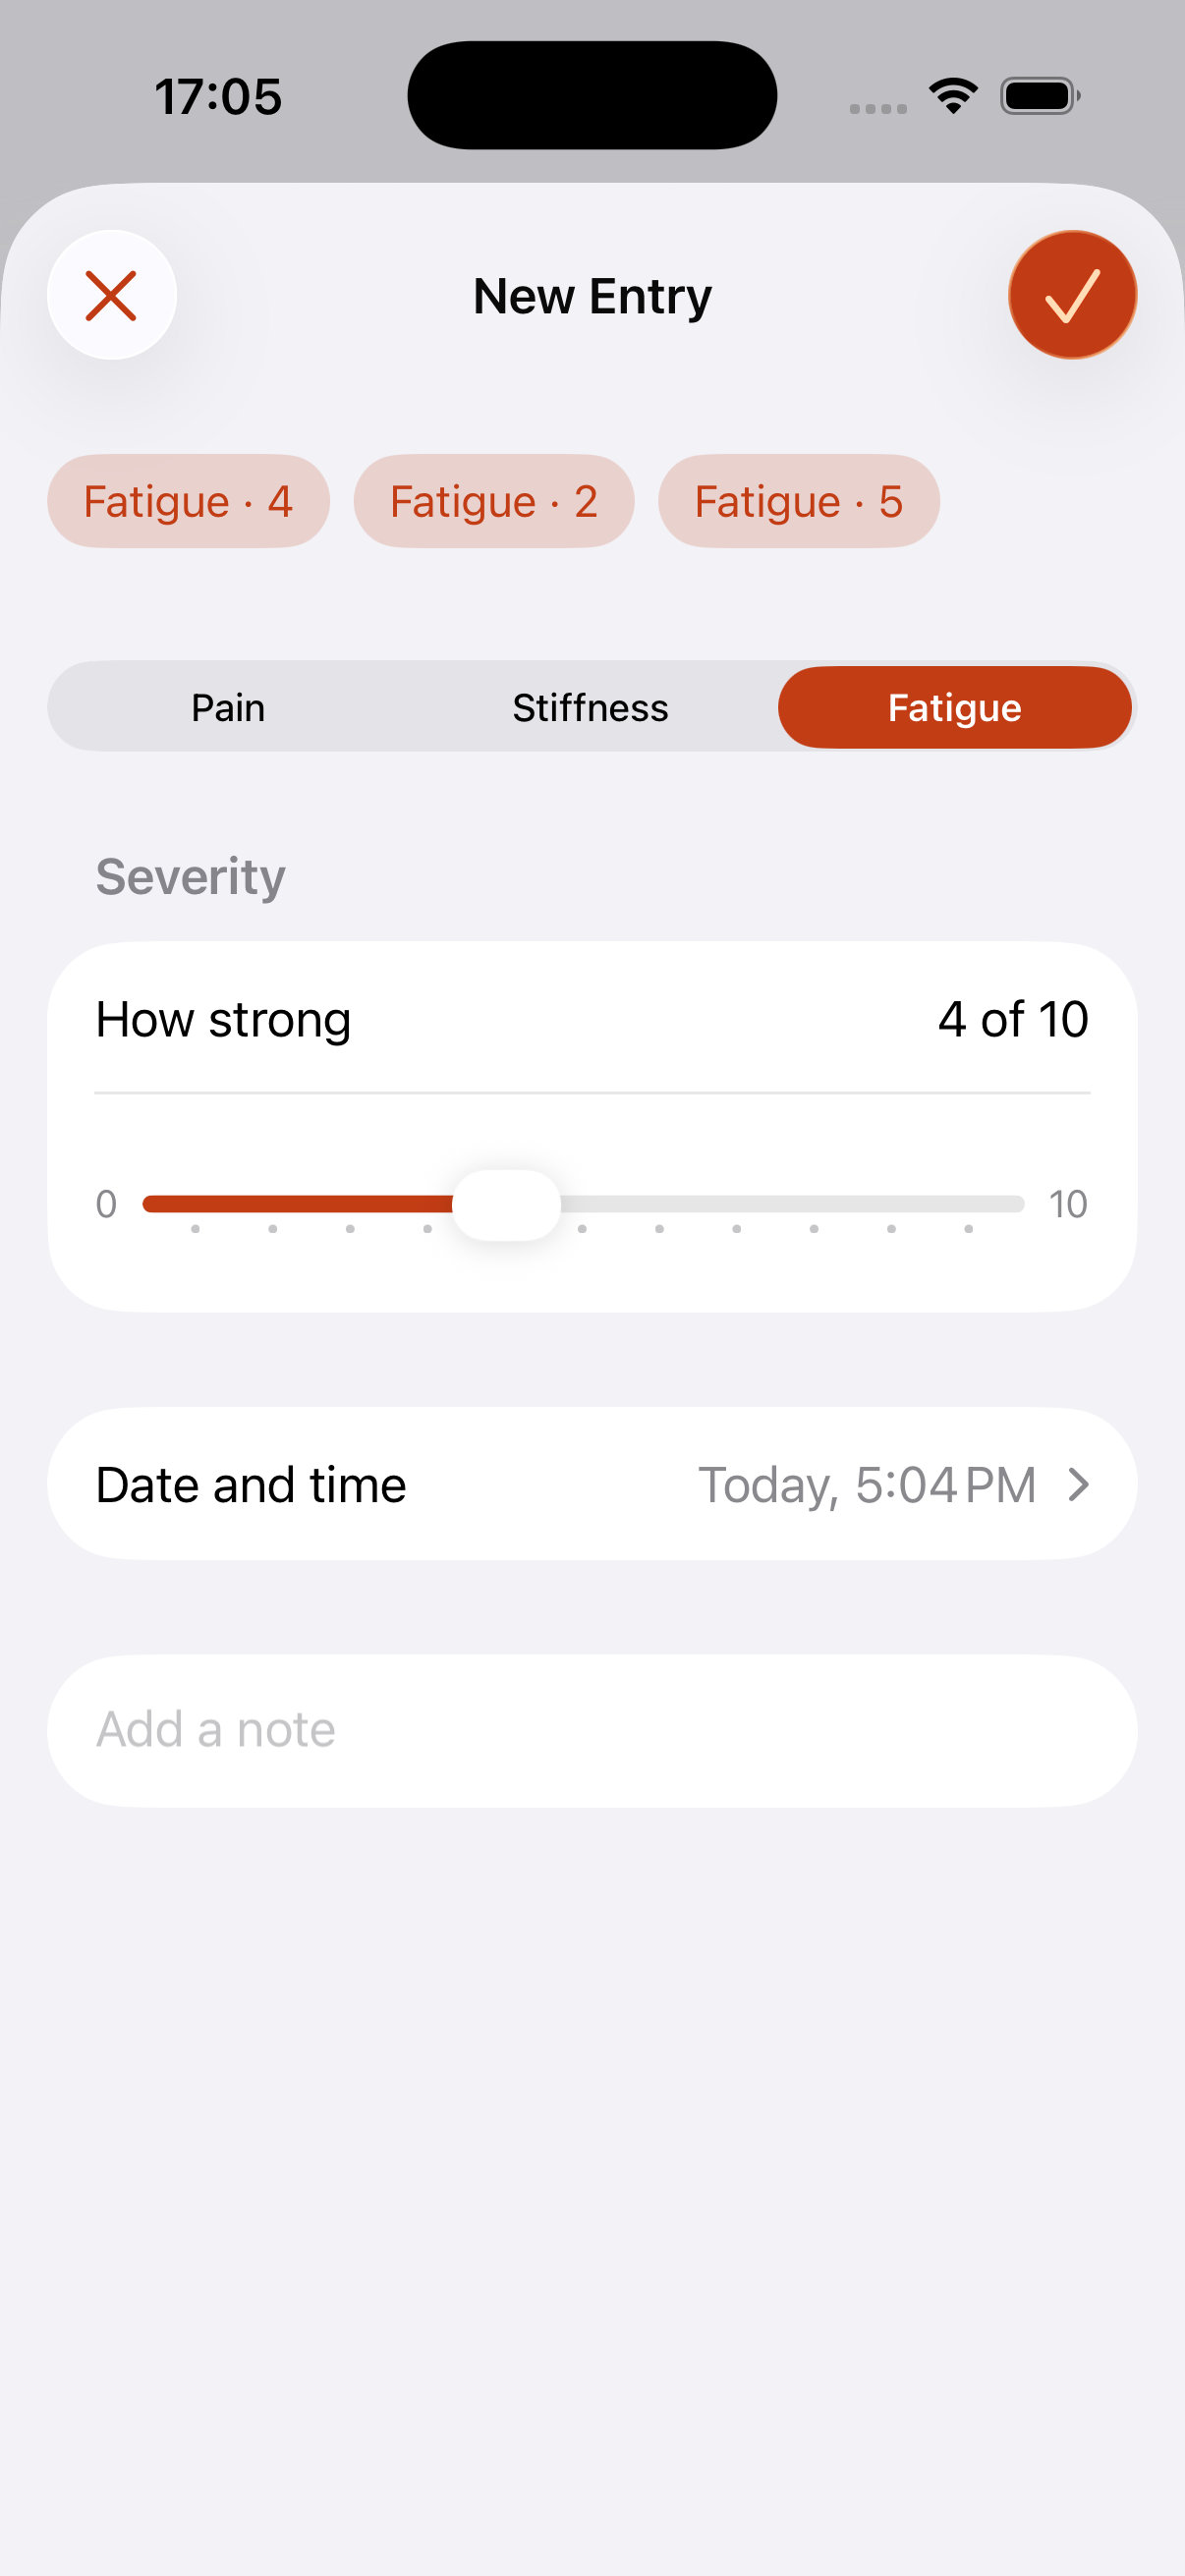 17:05
New Entry
Fatigue · 4 Fatigue · 2 Fatigue · 5
Pain Stiffness Fatigue
Severity
How strong 4 of 10
0 10
Date and time Today, 5:04 PM
Add a note